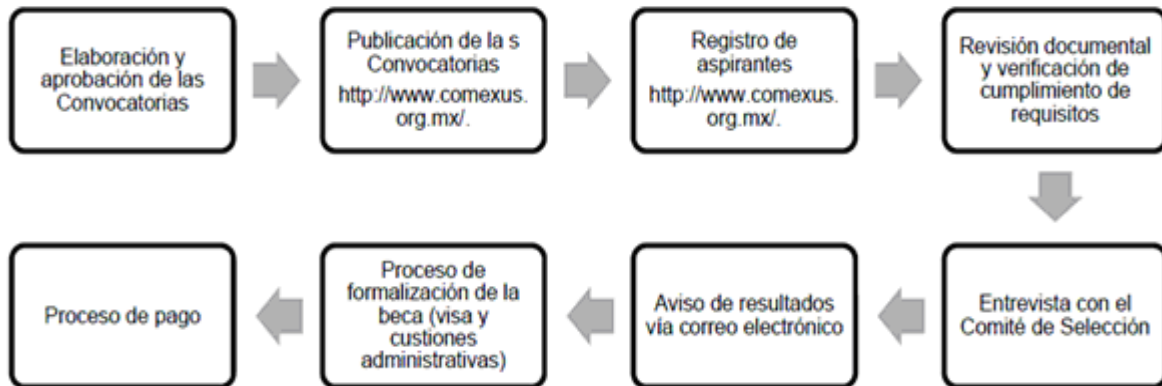 Elaboración y
aprobación de las
Convocatorias
Publicación de la s
Convocatorias
http://www.comexus.
org.mx/.
Registro de
aspirantes
http://www.comexus.
org.mx/.
Revisión documental
y verificación de
cumplimiento de
requisitos
Entrevista con el
Comité de Selección
Aviso de resultados
vía correo electrónico
Proceso de
formalización de la
beca (visa y
custiones
administrativas)
Proceso de pago